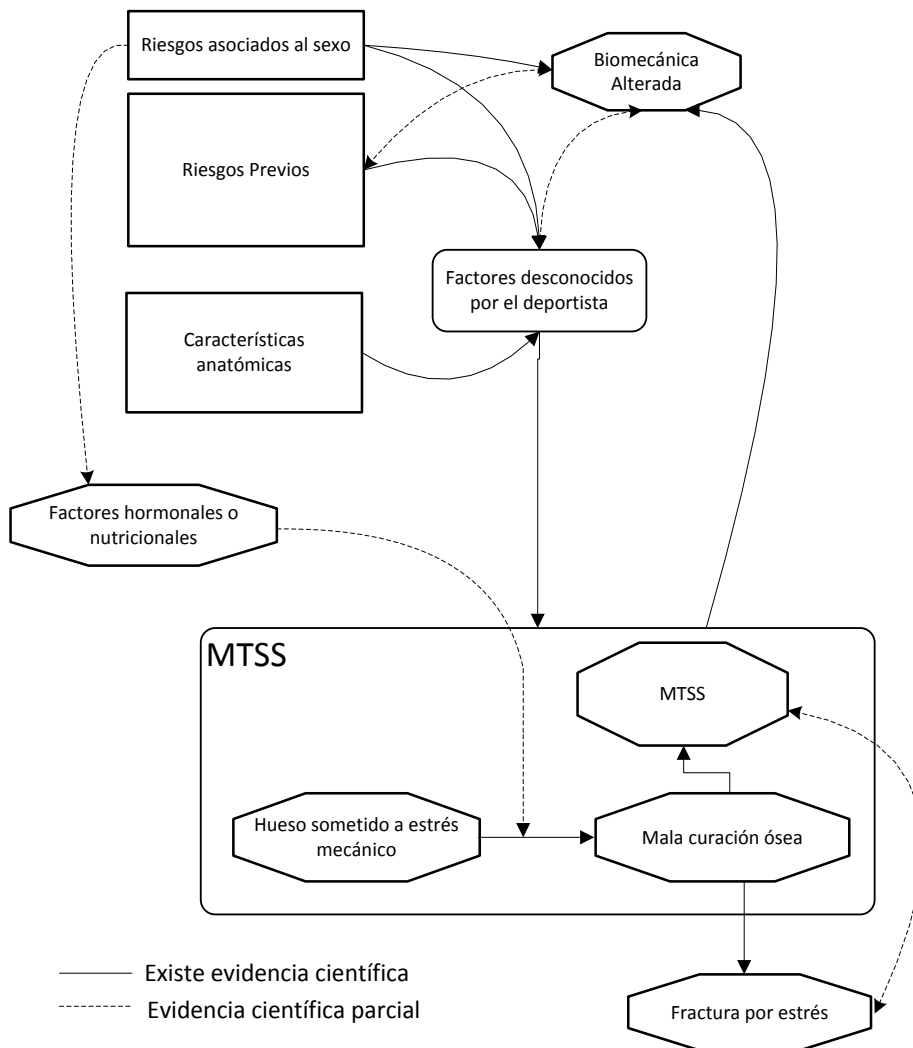 Riesgos asociados al sexo
Biomecánica
Alterada
Riesgos Previos
Factores desconocidos
por el deportista
Característícas
anatómicas
Factores hormonales o
nutricionales
MTSS
MTSS
Hueso sometido a estrés
mecánico
Mala curación ósea
Existe evidencia científica
Evidencia científica parcial
Fractura por estrés